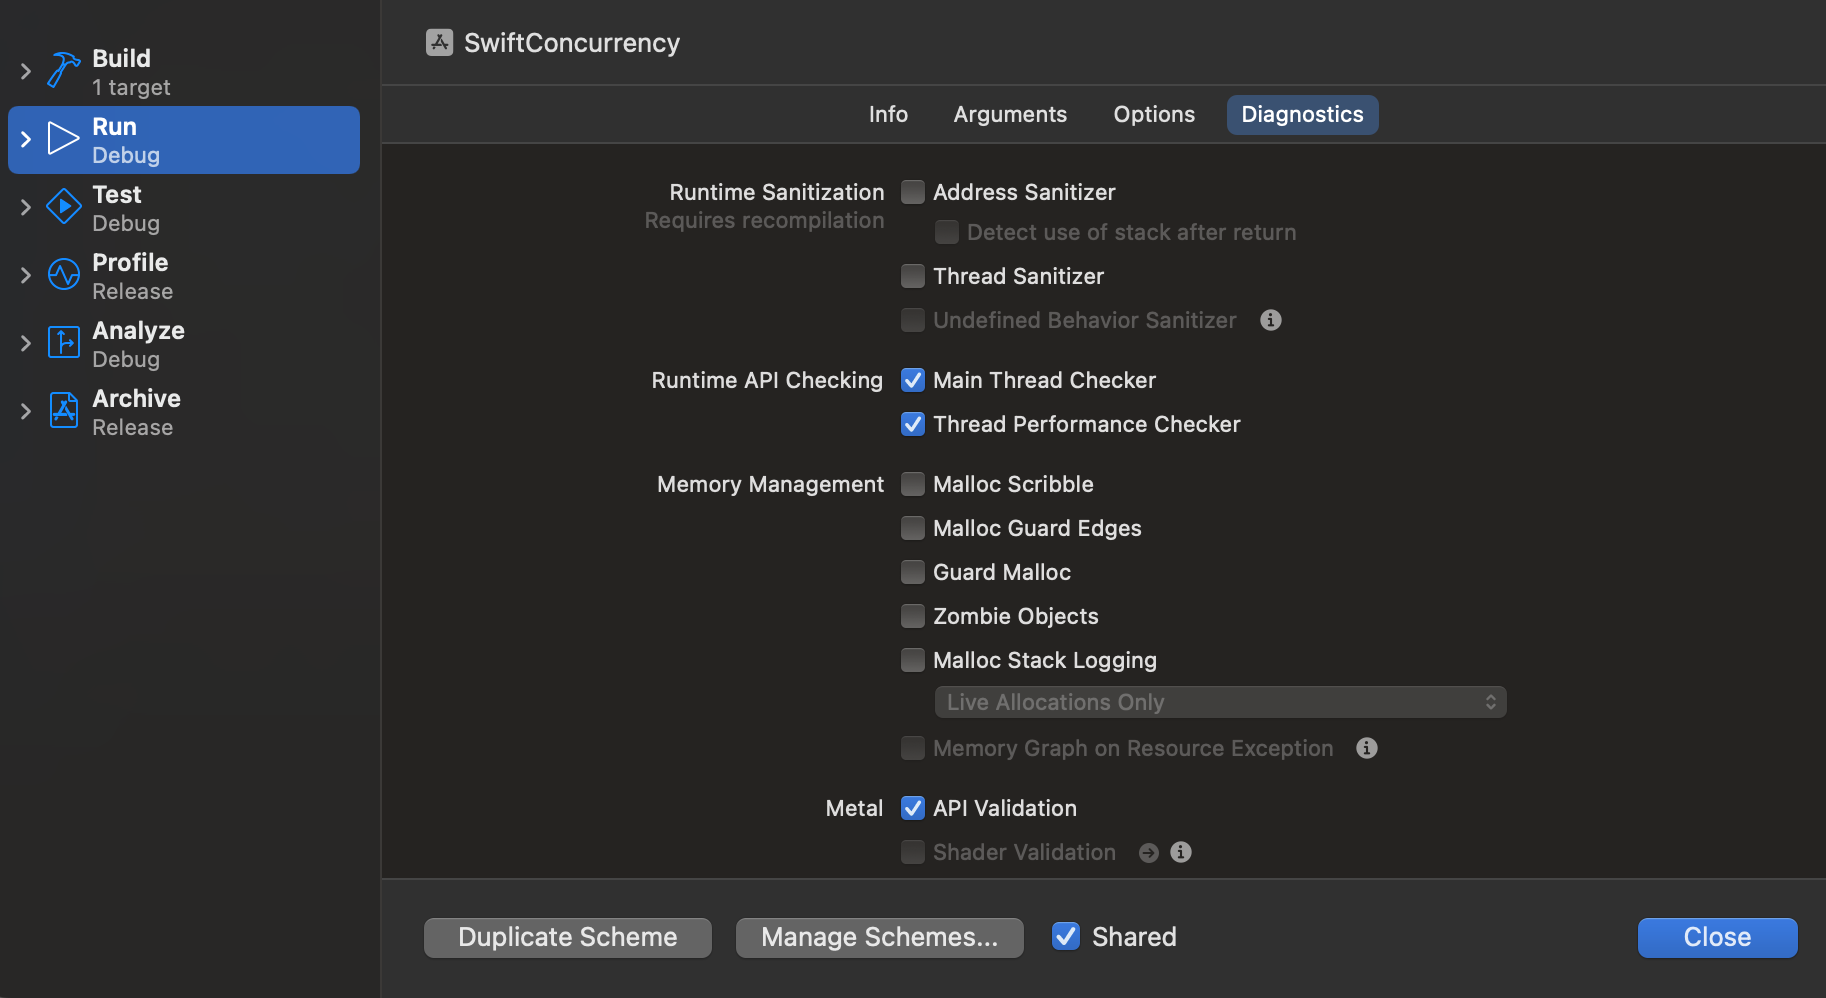 Build
1 target
Run
Debug
Test
Debug
Profile
Release
Analyze
Debug
Archive
Release
SwiftConcurrency
Info Arguments Options Diagnostics
Runtime Sanitization Address Sanitizer
Requires recompilation
Detect use of stack after return
Thread Sanitizer
Undefined Behavior Sanitizer
Runtime API Checking Main Thread Checker
Thread Performance Checker
Memory Management Malloc Scribble
Malloc Guard Edges
Guard Malloc
Zombie Objects
Malloc Stack Logging
Live Allocations Only
Memory Graph on Resource Exception
Metal API Validation
Shader Validation
Duplicate Scheme Manage Schemes... Shared Close